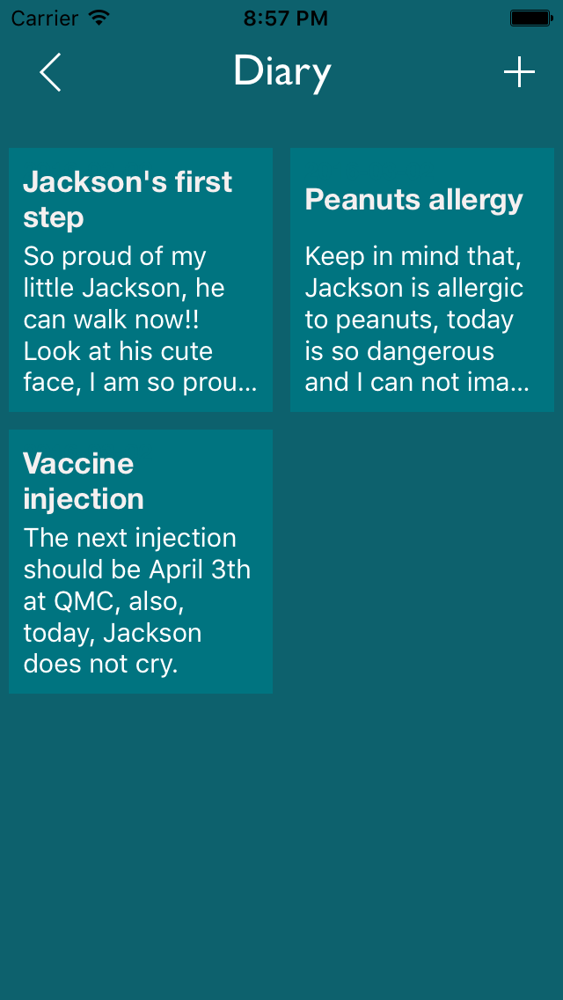 Carrier 8:57 PM
Diary
Jackson's first
step
So proud of my
little Jackson, he
can walk now!!
Look at his cute
face, I am so prou...
Peanuts allergy
Keep in mind that,
Jackson is allergic
to peanuts, today
is so dangerous
and I can not ima...
Vaccine
injection
The next injection
should be April 3th
at QMC, also,
today, Jackson
does not cry.